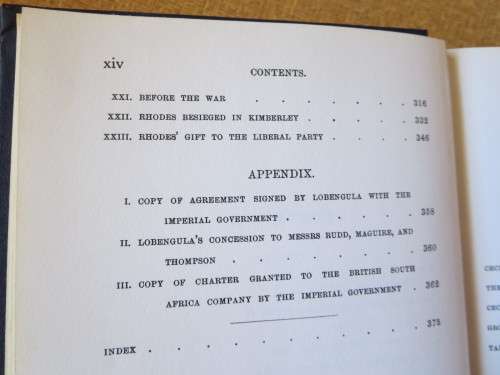 xiv
CONTENTS.
XXI. BEFORE THE WAR . . . . . . 316
XXII. RHODES BESIEGED IN KIMBERLEY . . . . 332
XXIII. RHODES' GIFT TO THE LIBERAL PARTY . . . . 346
APPENDIX.
I. COPY OF AGREEMENT SIGNED BY LOBENGULA WITH THE
IMPERIAL GOVERNMENT . . . . . 358
II. LOBENGULA'S CONCESSION TO MESSRS RUDD, MAGUIRE, AND
THOMPSON . . . . . . . 360
III. COPY OF CHARTER GRANTED TO THE BRITISH SOUTH
AFRICA COMPANY BY THE IMPERIAL GOVERNMENT . 362
INDEX . . . . . . . . . . 375